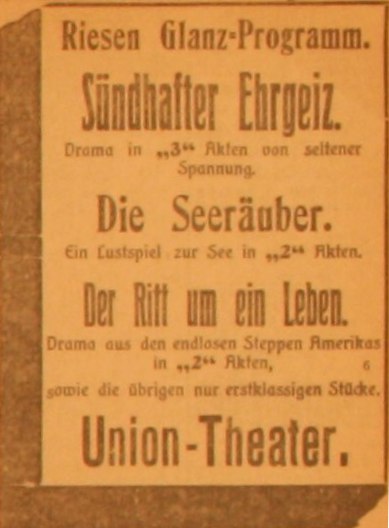 Riesen Glanz=Programm.
Sündhafter Ehrgeiz.
Drama in „3“ Akten von seltener
Spannung.
Die Seeräuber.
Ein Lustspiel zur See in „2“ Akten.
Der Ritt um ein Leben.
Drama aus den endlosen Steppen Amerikas
in „2“ Akten, 6
sowie die übrigen nur erstklassigen Stücke.
Union-Theater.